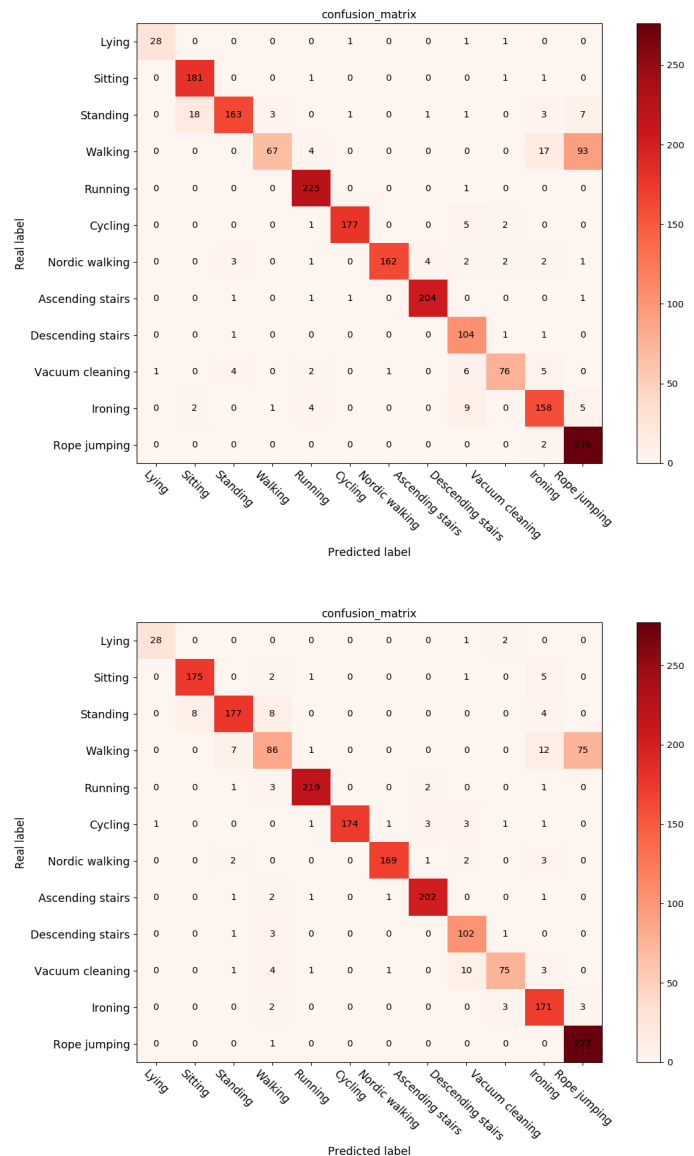 confusion_matrix
Lying 28 0 0 0 0 1 0 0 1 1 0 0
Sitting 0 181 0 0 1 0 0 0 0 1 1 0
Standing 0 18 163 3 0 1 0 1 1 0 3 7
Walking 0 0 0 67 4 0 0 0 0 0 17 93
Running 0 0 0 0 225 0 0 0 1 0 0 0
Cycling 0 0 0 0 1 177 0 0 5 2 0 0
Nordic walking 0 0 3 0 1 0 162 4 2 2 2 1
Ascending stairs 0 0 1 0 1 1 0 204 0 0 0 1
Descending stairs 0 0 1 0 0 0 0 0 104 1 1 0
Vacuum cleaning 1 0 4 0 2 0 1 0 6 76 5 0
Ironing 0 2 0 1 4 0 0 0 9 0 158 5
Rope jumping 0 0 0 0 0 0 0 0 0 0 2 276
Real label
Lying Sitting Standing Walking Running Cycling Nordic walking Ascending stairs Descending stairs Vacuum cleaning Ironing Rope jumping
Predicted label
250
200
150
100
50
0
confusion_matrix
Lying 28 0 0 0 0 0 0 0 1 2 0 0
Sitting 0 175 0 2 1 0 0 0 1 0 5 0
Standing 0 8 177 8 0 0 0 0 0 0 4 0
Walking 0 0 7 86 1 0 0 0 0 0 12 75
Running 0 0 1 3 219 0 0 2 0 0 1 0
Cycling 1 0 0 0 1 174 1 3 3 1 1 0
Nordic walking 0 0 2 0 0 0 169 1 2 0 3 0
Ascending stairs 0 0 1 2 1 0 1 202 0 0 1 0
Descending stairs 0 0 1 3 0 0 0 0 102 1 0 0
Vacuum cleaning 0 0 1 4 1 0 1 0 10 75 3 0
Ironing 0 0 0 2 0 0 0 0 0 3 171 3
Rope jumping 0 0 0 1 0 0 0 0 0 0 0 277
Real label
Lying Sitting Standing Walking Running Cycling Nordic walking Ascending stairs Descending stairs Vacuum cleaning Ironing Rope jumping
Predicted label
250
200
150
100
50
0